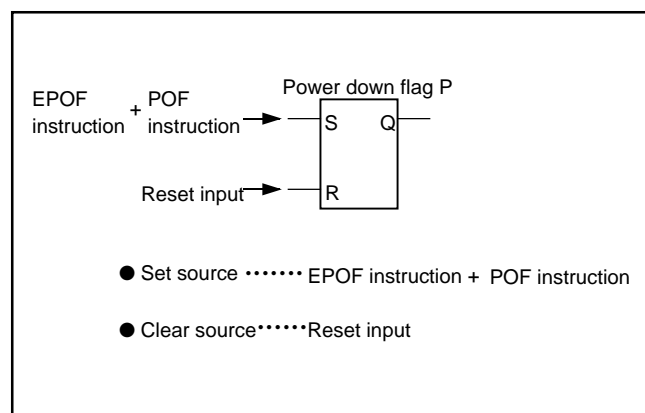 Power down flag P
EPOF instruction + POF instruction
S Q
Reset input
R
● Set source ······· EPOF instruction + POF instruction
● Clear source ······ Reset input